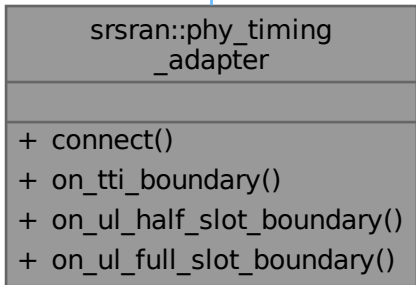 srsran::phy_timing
_adapter
+ connect()
+ on_tti_boundary()
+ on_ul_half_slot_boundary()
+ on_ul_full_slot_boundary()